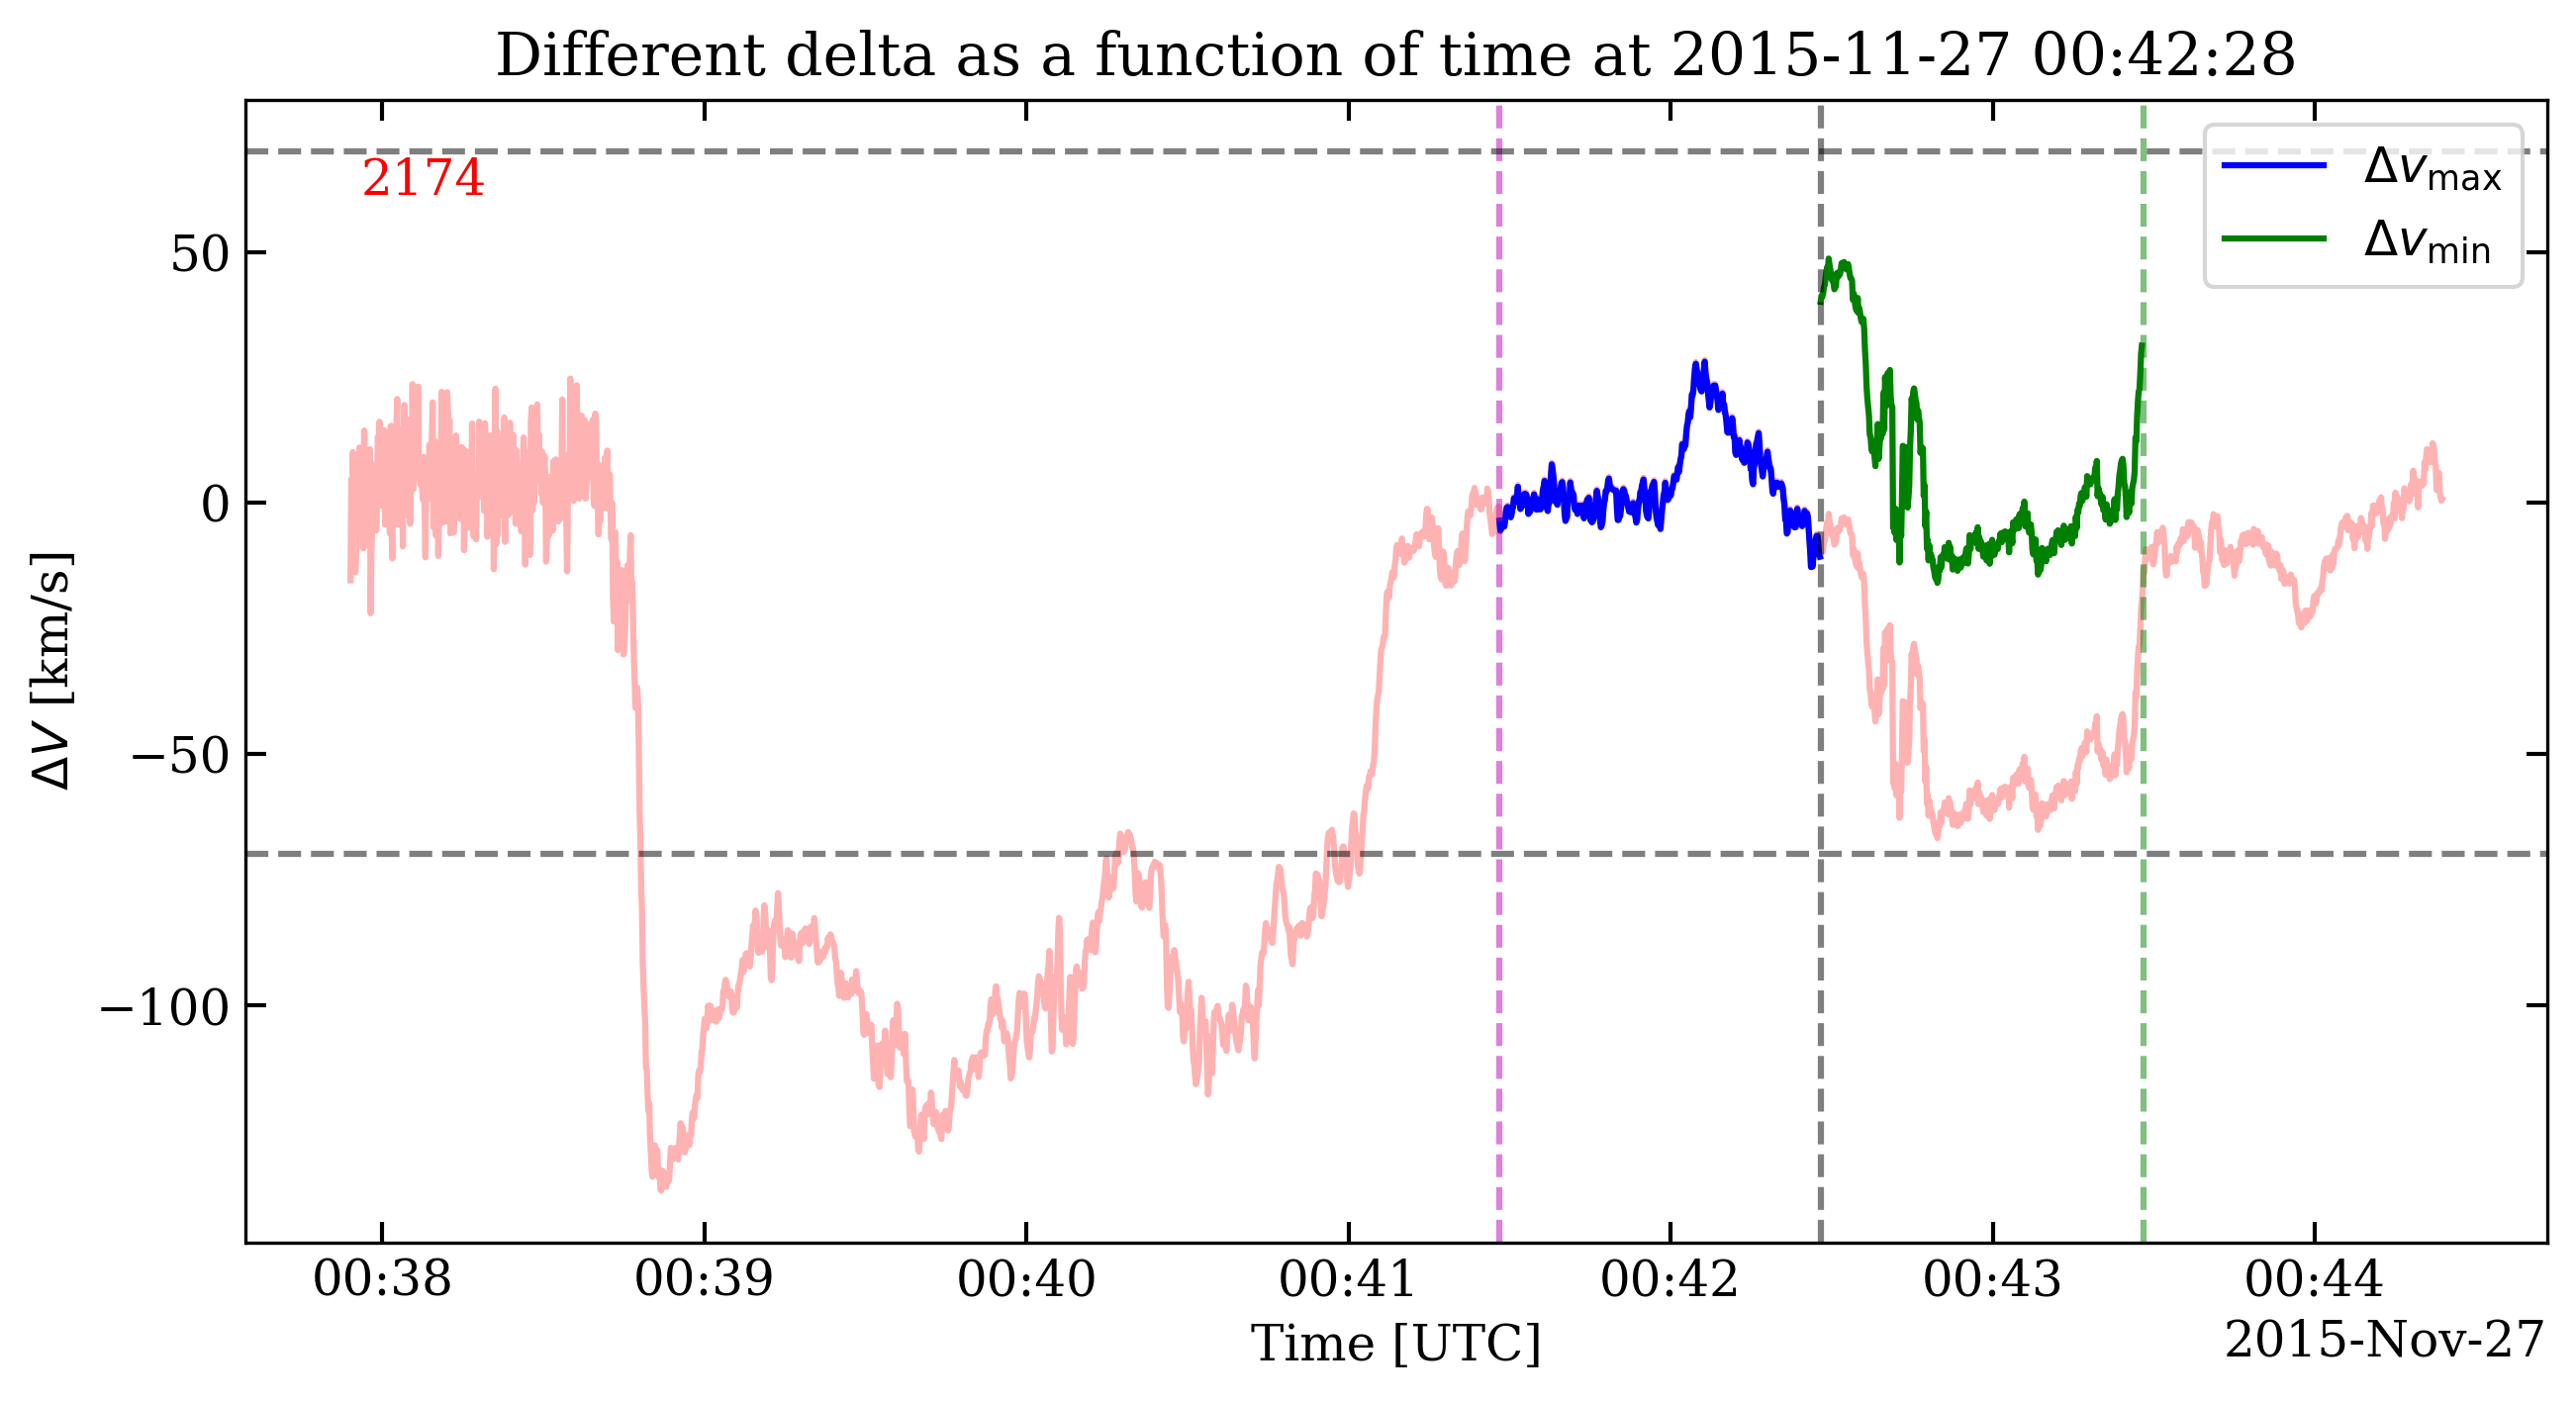 Different delta as a function of time at 2015-11-27 00:42:28
2174
Δv_max
Δv_min
50
0
−50
−100
ΔV [km/s]
00:38 00:39 00:40 00:41 00:42 00:43 00:44
Time [UTC]
2015-Nov-27